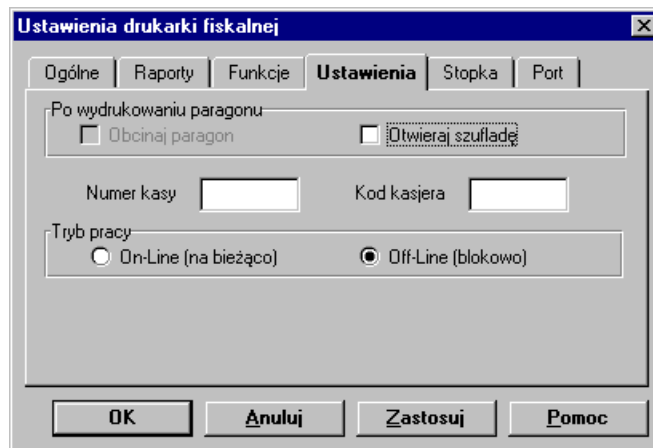 Ustawienia drukarki fiskalnej
Ogólne Raporty Funkcje Ustawienia Stopka Port
Po wydrukowaniu paragonu
Obcinaj paragon Otwieraj szufladę
Numer kasy Kod kasjera
Tryb pracy
On-Line (na bieżąco) Off-Line (blokowo)
OK Anuluj Zastosuj Pomoc